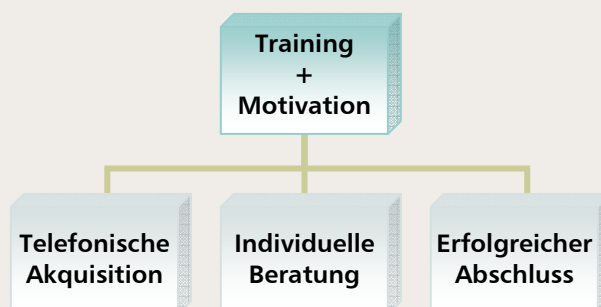 Training
+
Motivation
Telefonische
Akquisition
Individuelle
Beratung
Erfolgreicher
Abschluss